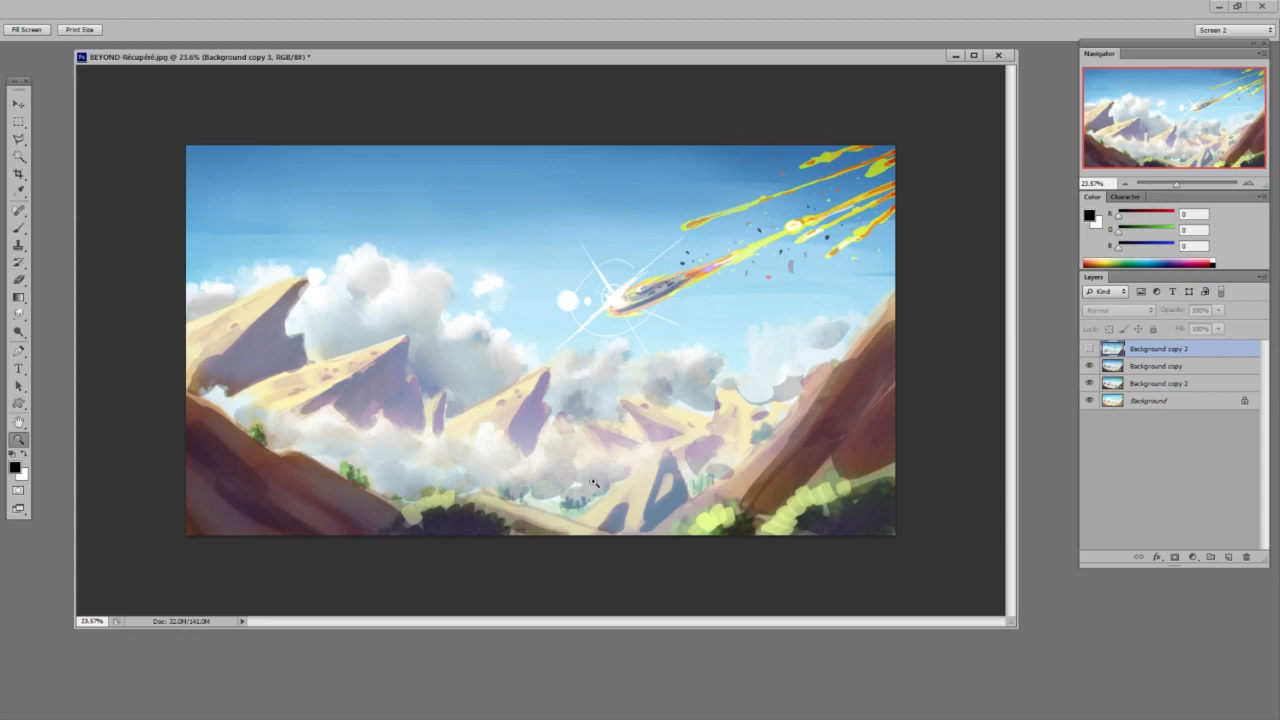 Fill Screen
Print Size
Screen 2
BEYOND-Récupéré.jpg @ 23.6% (Background copy 3, RGB/8#) *
Navigator
23.57%
Color
Character
R
0
G
0
B
0
Layers
Kind
Normal
Opacity:
100%
Lock:
Fill:
100%
Background copy 3
Background copy
Background copy 2
Background
23.57%
Doc: 32.0M/141.0M